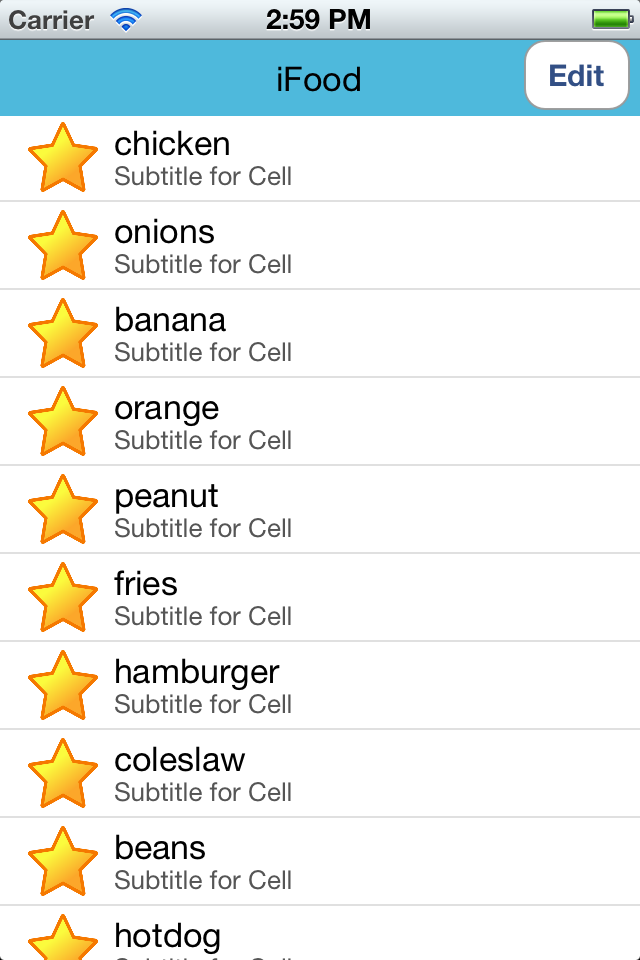 Carrier 2:59 PM
iFood Edit
chicken
Subtitle for Cell
onions
Subtitle for Cell
banana
Subtitle for Cell
orange
Subtitle for Cell
peanut
Subtitle for Cell
fries
Subtitle for Cell
hamburger
Subtitle for Cell
coleslaw
Subtitle for Cell
beans
Subtitle for Cell
hotdog